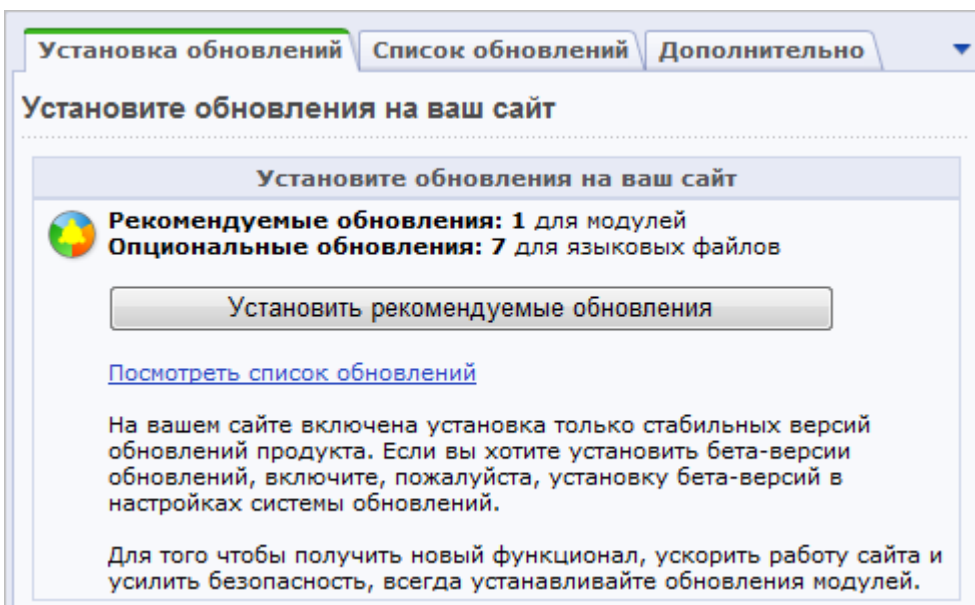 Установка обновлений Список обновлений Дополнительно
Установите обновления на ваш сайт
Установите обновления на ваш сайт
Рекомендуемые обновления: 1 для модулей
Опциональные обновления: 7 для языковых файлов
Установить рекомендуемые обновления
Посмотреть список обновлений
На вашем сайте включена установка только стабильных версий
обновлений продукта. Если вы хотите установить бета-версии
обновлений, включите, пожалуйста, установку бета-версий в
настройках системы обновлений.
Для того чтобы получить новый функционал, ускорить работу сайта и
усилить безопасность, всегда устанавливайте обновления модулей.